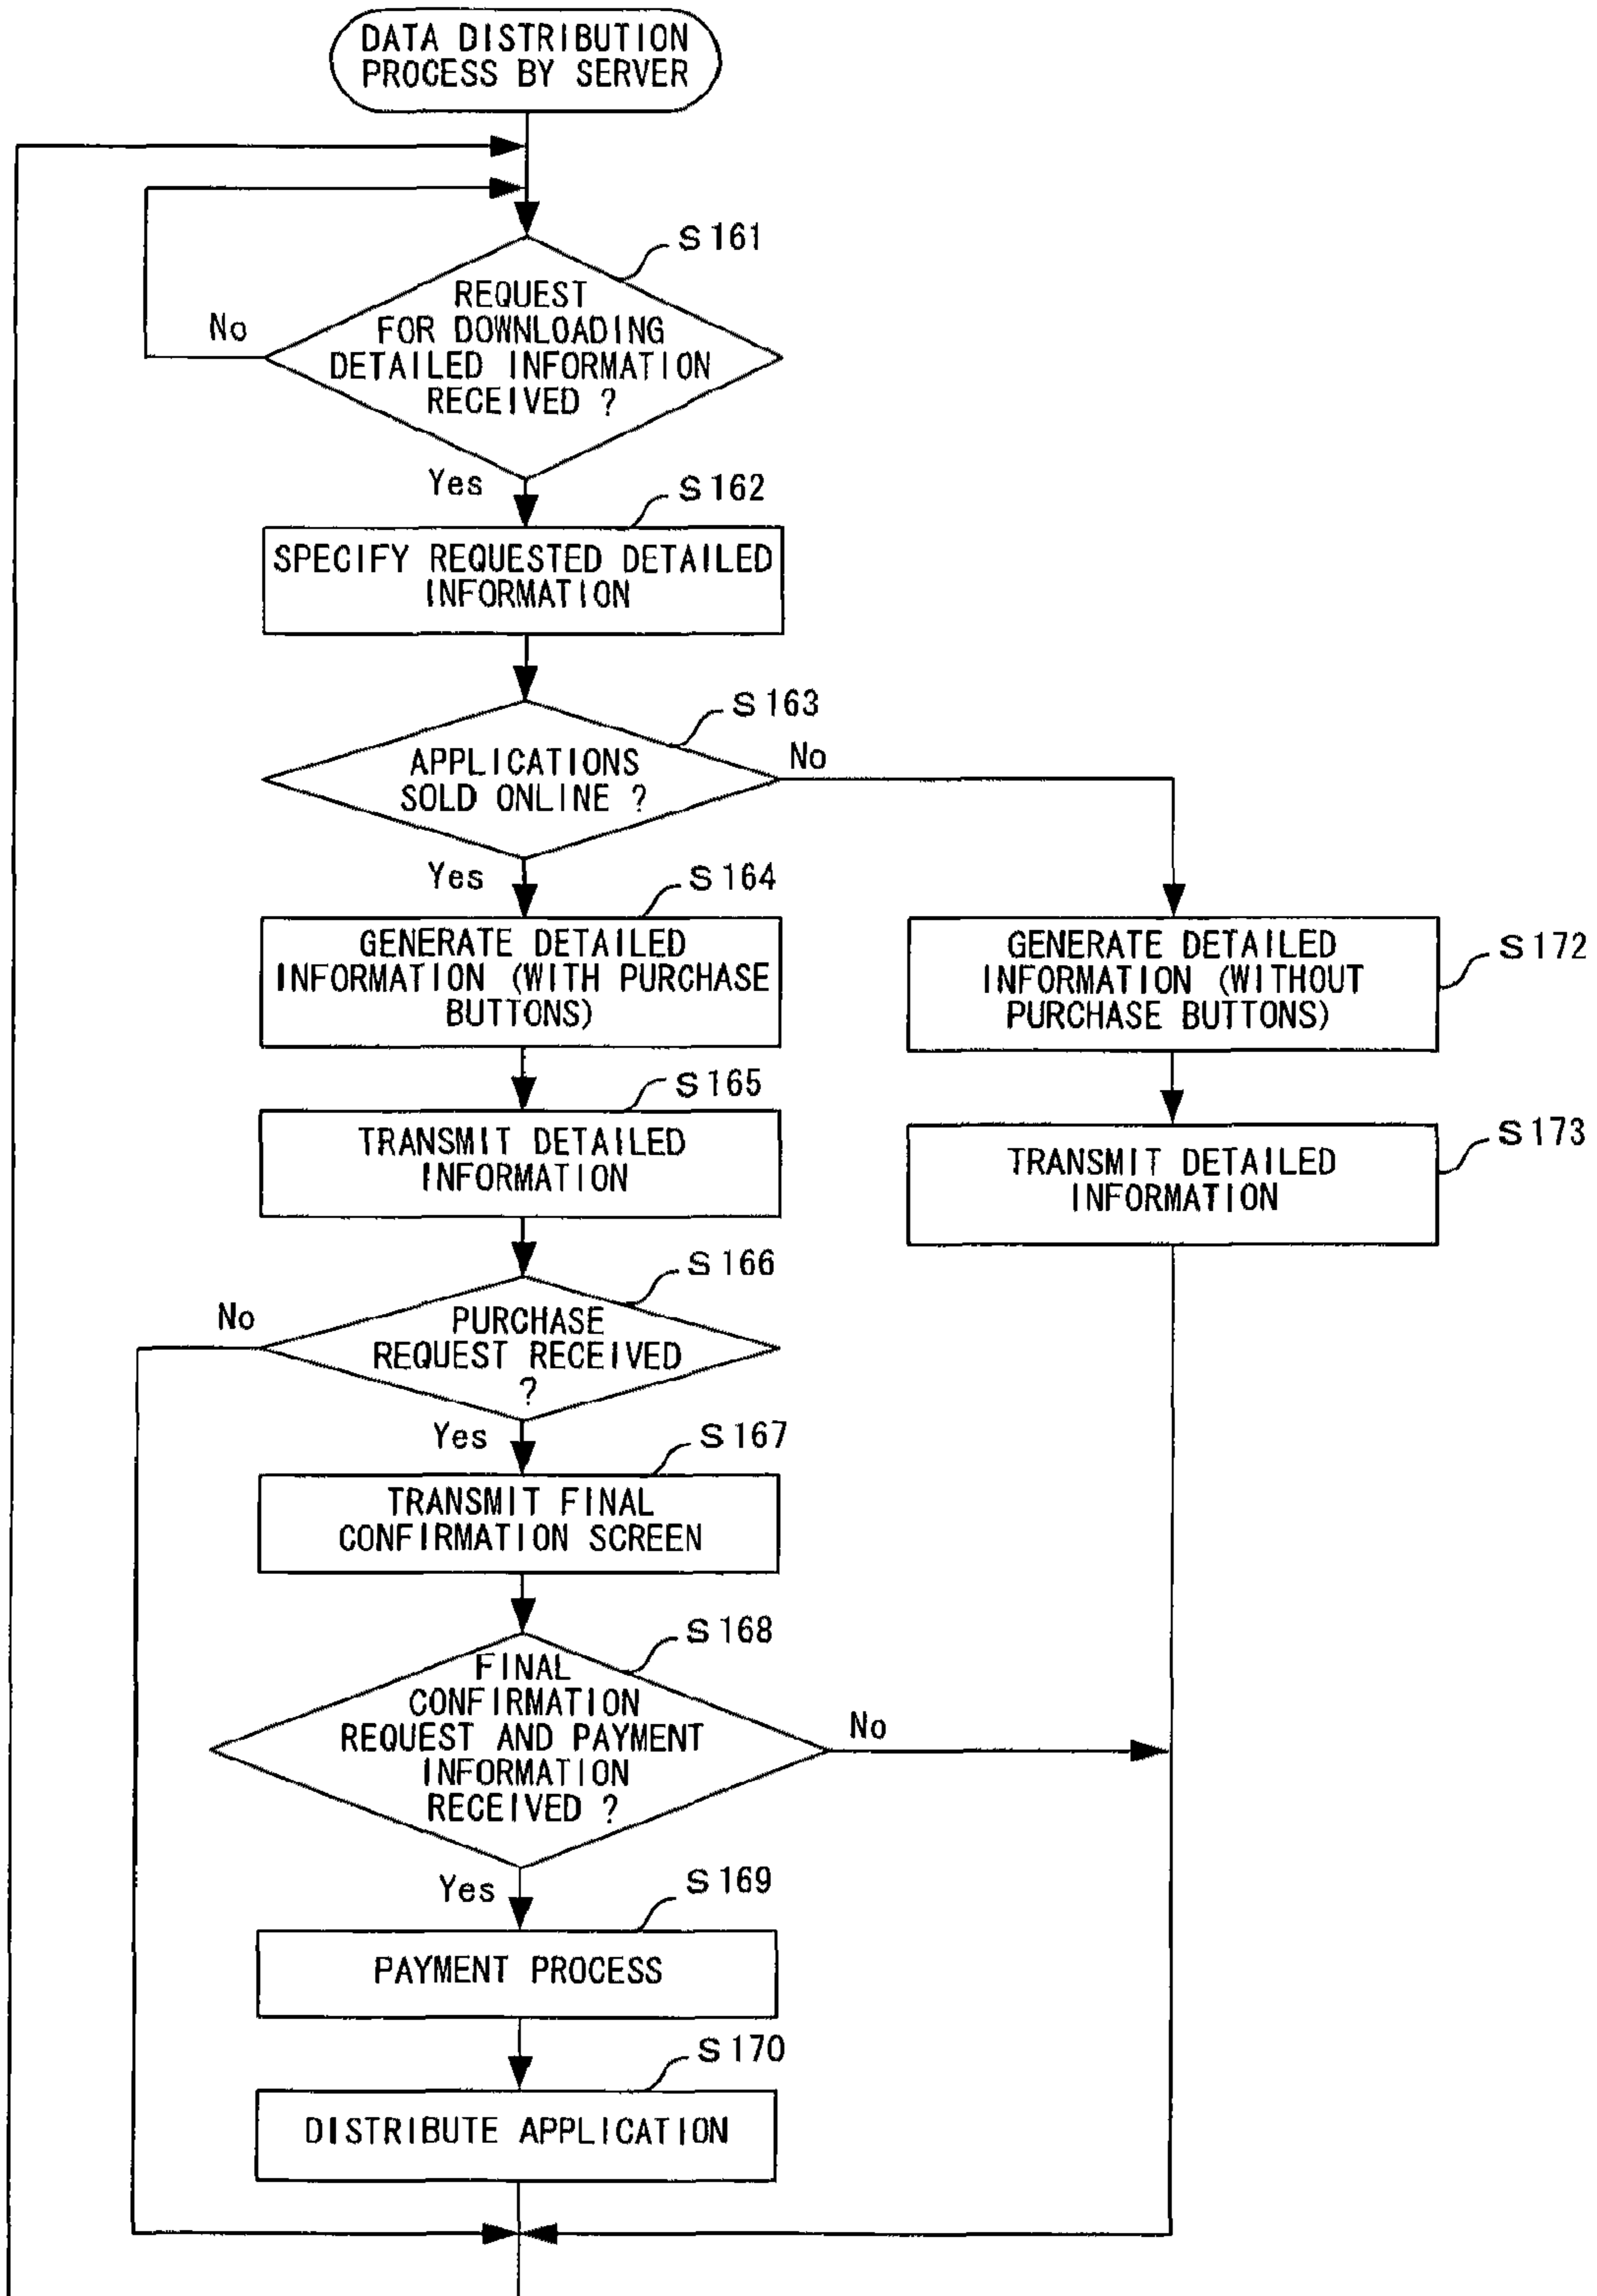 DATA DISTRIBUTION
PROCESS BY SERVER
S161
REQUEST
FOR DOWNLOADING
DETAILED INFORMATION
RECEIVED ?
No
Yes
S162
SPECIFY REQUESTED DETAILED
INFORMATION
S163
APPLICATIONS
SOLD ONLINE ?
No
Yes
S164
GENERATE DETAILED
INFORMATION (WITH PURCHASE
BUTTONS)
S172
GENERATE DETAILED
INFORMATION (WITHOUT
PURCHASE BUTTONS)
S165
TRANSMIT DETAILED
INFORMATION
S173
TRANSMIT DETAILED
INFORMATION
S166
PURCHASE
REQUEST RECEIVED
?
No
Yes
S167
TRANSMIT FINAL
CONFIRMATION SCREEN
S168
FINAL
CONFIRMATION
REQUEST AND PAYMENT
INFORMATION
RECEIVED ?
No
Yes
S169
PAYMENT PROCESS
S170
DISTRIBUTE APPLICATION